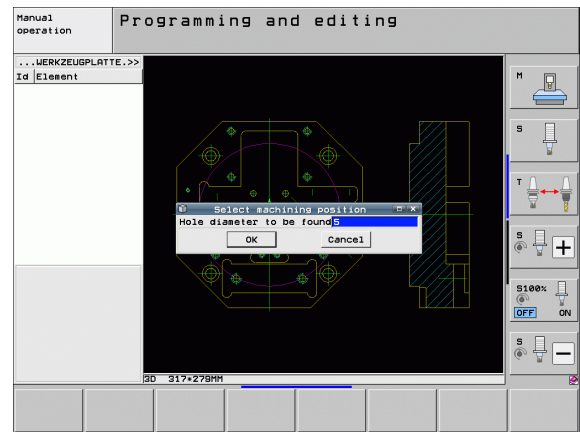 Manual
operation
Programming and editing
...WERKZEUGPLATTE.>>
Id Element
M
S
T
Select machining position
Hole diameter to be found 5
OK Cancel
S
S100%
OFF ON
S
3D 317*279MM